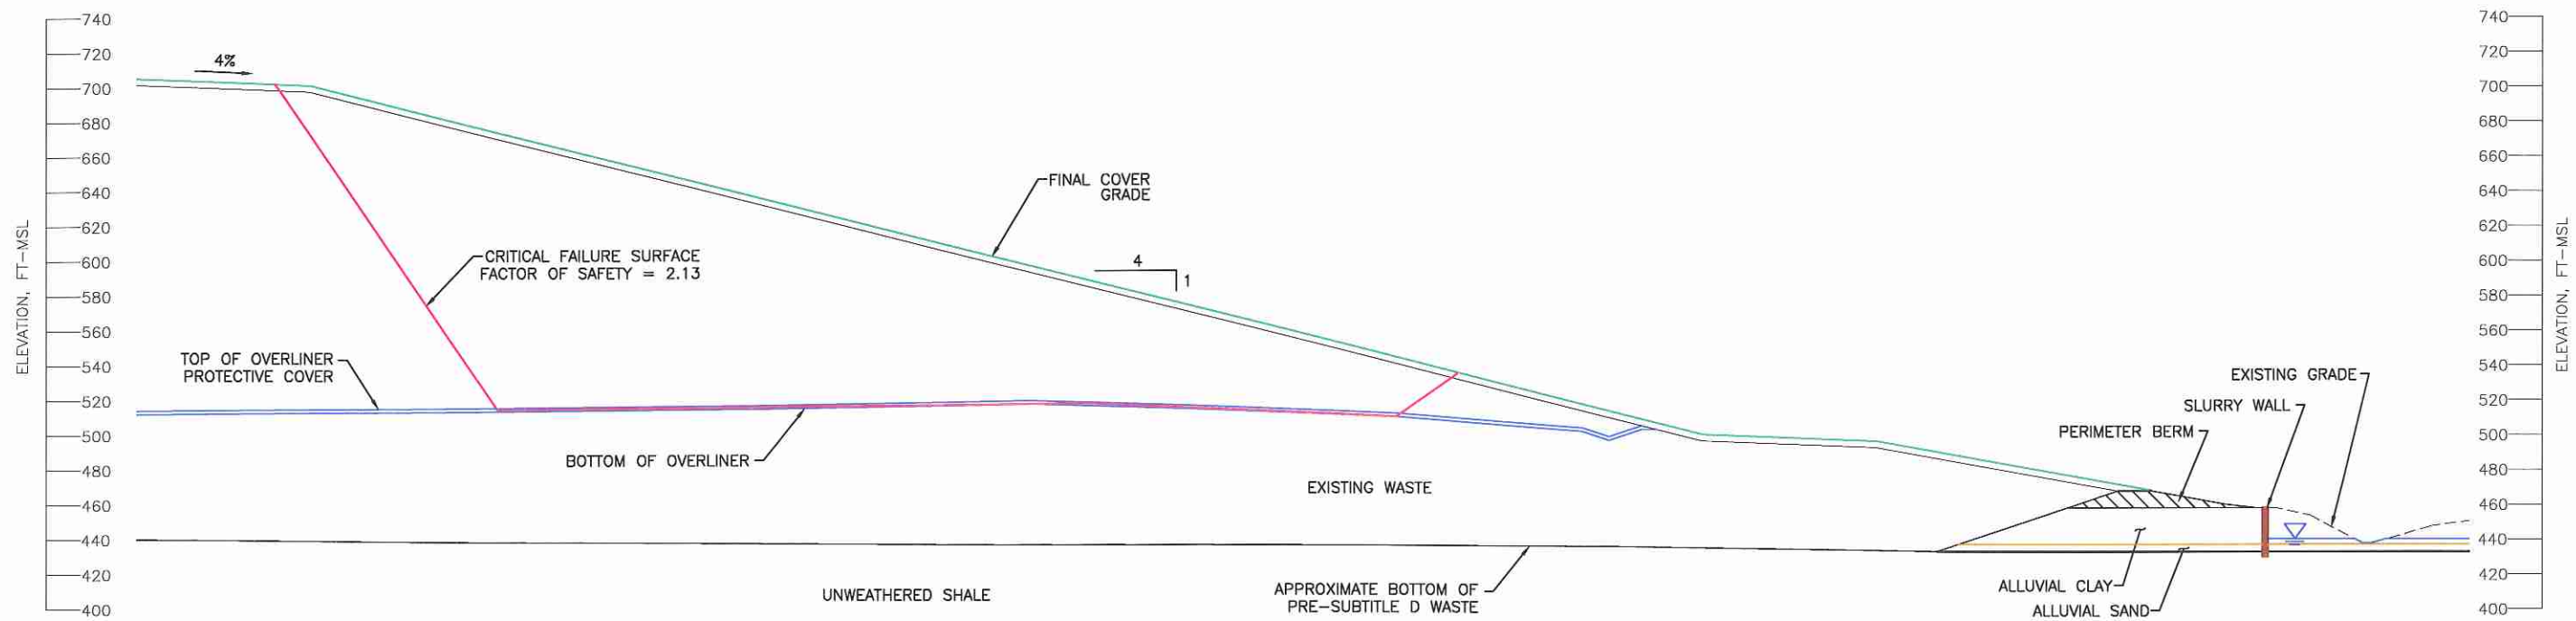 740
720
700
680
660
640
620
600
580
560
540
520
500
480
460
440
420
400
ELEVATION, FT-MSL
4%
FINAL COVER
GRADE
CRITICAL FAILURE SURFACE
FACTOR OF SAFETY = 2.13
4
1
TOP OF OVERLINER
PROTECTIVE COVER
BOTTOM OF OVERLINER
EXISTING WASTE
UNWEATHERED SHALE
APPROXIMATE BOTTOM OF
PRE-SUBTITLE D WASTE
EXISTING GRADE
SLURRY WALL
PERIMETER BERM
ALLUVIAL CLAY
ALLUVIAL SAND
740
720
700
680
660
640
620
600
580
560
540
520
500
480
460
440
420
400
ELEVATION, FT-MSL